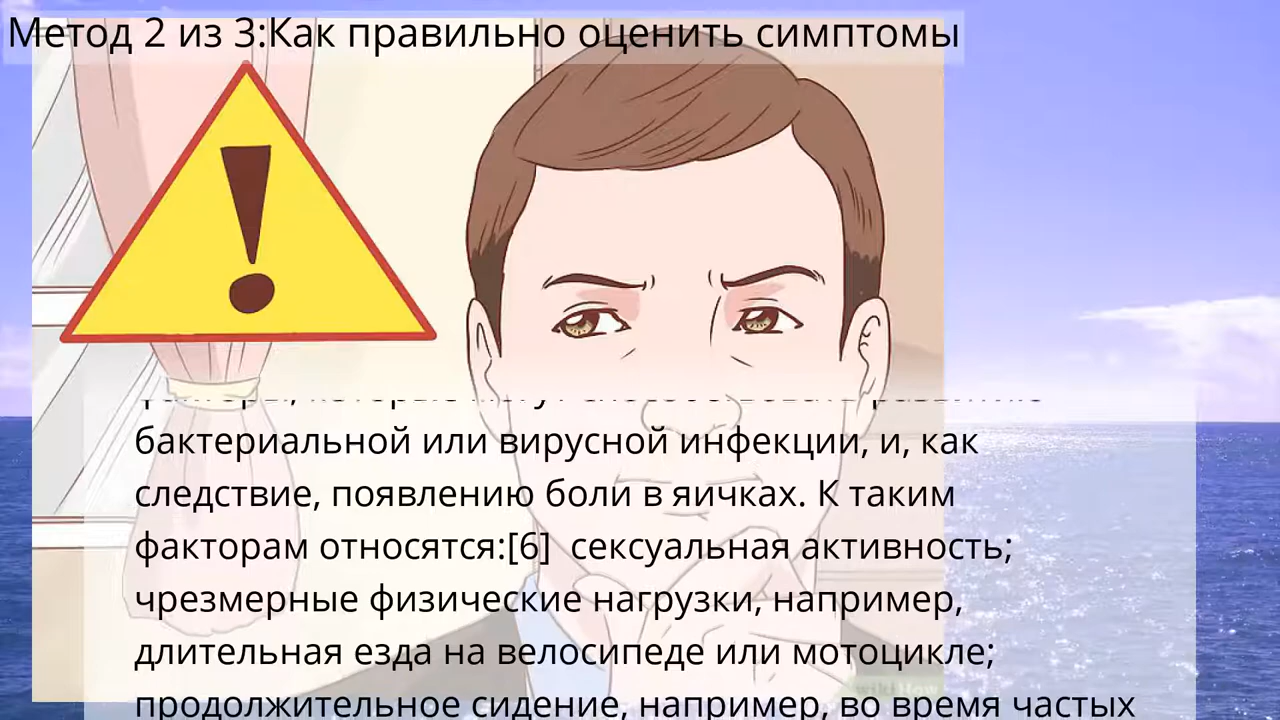 Метод 2 из 3:Как правильно оценить симптомы
бактериальной или вирусной инфекции, и, как
следствие, появлению боли в яичках. К таким
факторам относятся:[6] сексуальная активность;
чрезмерные физические нагрузки, например,
длительная езда на велосипеде или мотоцикле;
продолжительное сидение, например, во время частых